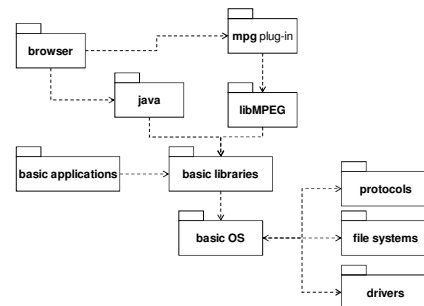 mpg plug-in
browser
java
libMPEG
basic applications
basic libraries
protocols
basic OS
file systems
drivers